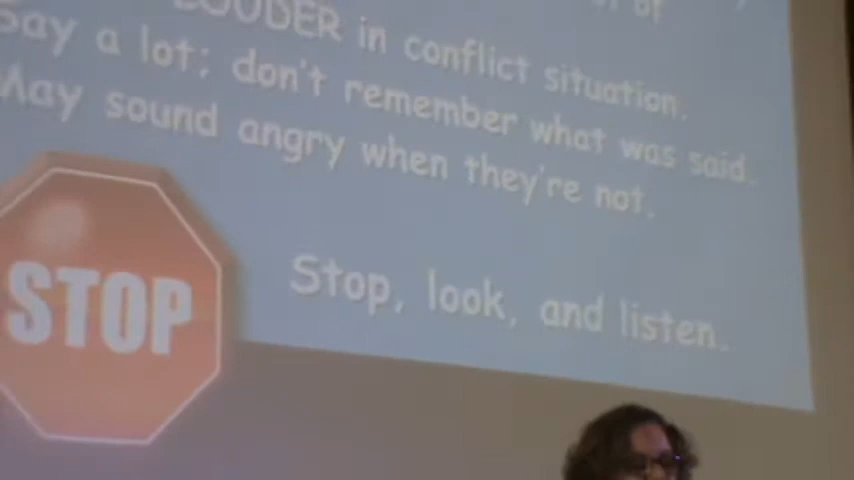 LOUDER in conflict situation.
Say a lot; don't remember what was said.
May sound angry when they're not.
STOP
Stop, look, and listen.